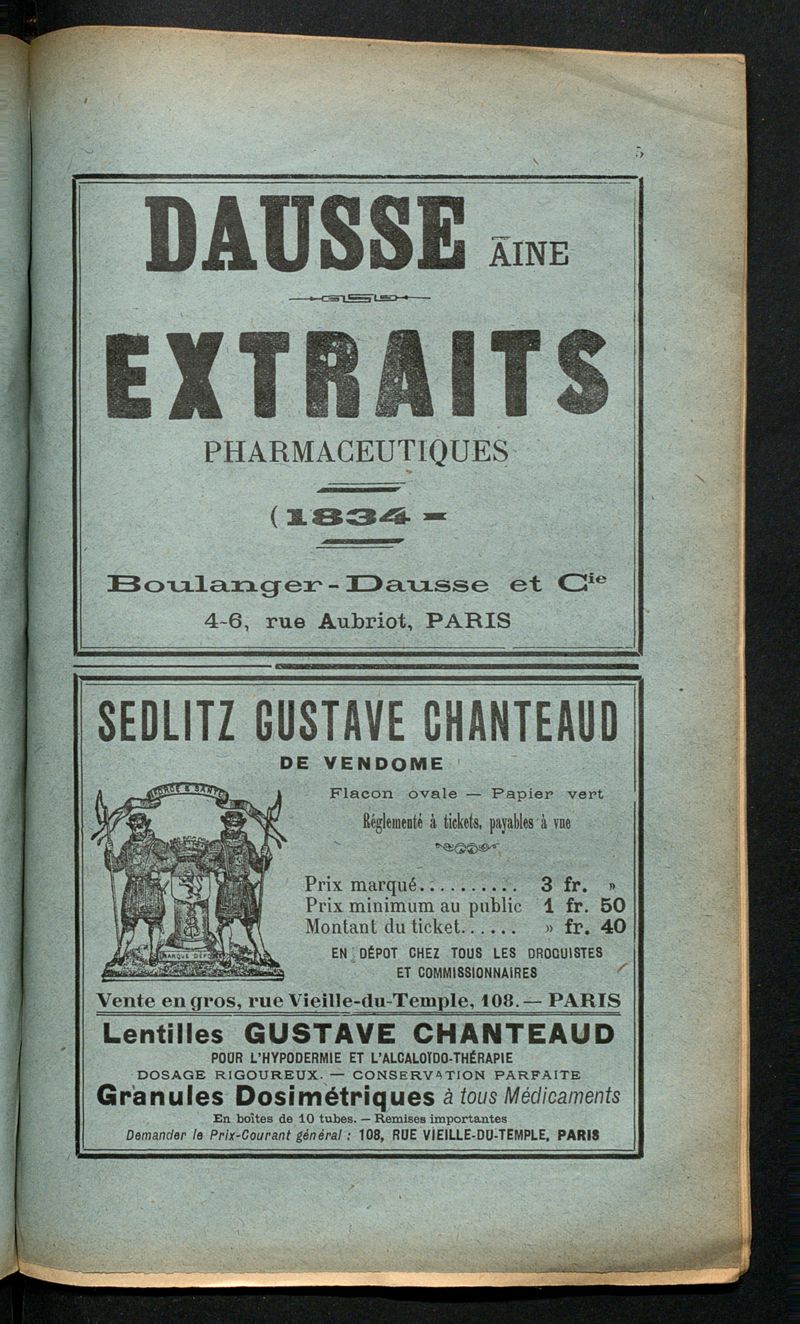 5
DAUSSE AINE
EXTRAITS
PHARMACEUTIQUES
(1834 -
Boulanger-Dausse et Cie
4-6, rue Aubriot, PARIS
SEDLITZ GUSTAVE CHANTEAUD
DE VENDOME
FORCE & SANTE
Flacon ovale — Papier vert
Réglementé à tickets, payables à vue
Prix marqué.......... 3 fr. »
Prix minimum au public 1 fr. 50
Montant du ticket...... » fr. 40
MARQUE DÉPOSÉE
EN DÉPOT CHEZ TOUS LES DROGUISTES
ET COMMISSIONNAIRES
Vente en gros, rue Vieille-du-Temple, 108. — PARIS
Lentilles GUSTAVE CHANTEAUD
POUR L'HYPODERMIE ET L'ALCALOÏDO-THÉRAPIE
DOSAGE RIGOUREUX. — CONSERVATION PARFAITE
Granules Dosimétriques à tous Médicaments
En boîtes de 10 tubes. — Remises importantes
Demander le Prix-Courant général : 108, RUE VIEILLE-DU-TEMPLE, PARIS